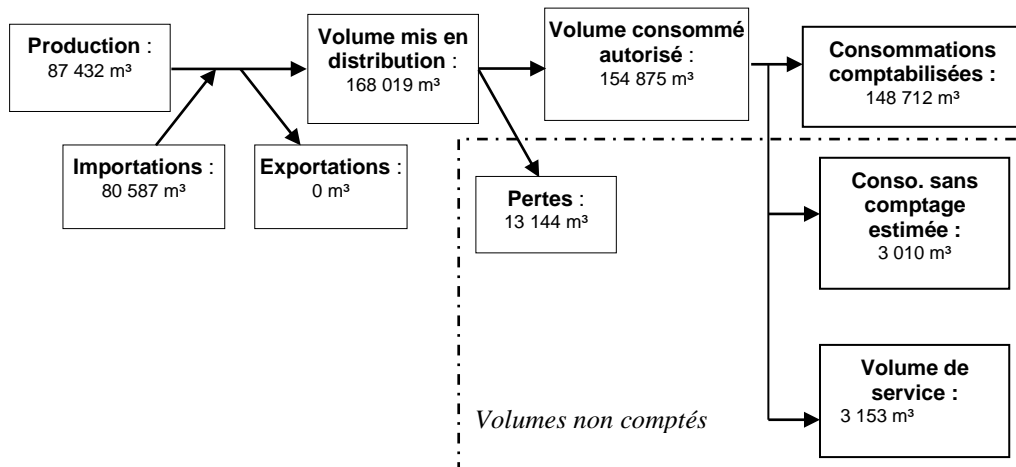 Production :
87 432 m³
Volume mis en
distribution :
168 019 m³
Volume consommé
autorisé :
154 875 m³
Consommations
comptabilisées :
148 712 m³
Importations :
80 587 m³
Exportations :
0 m³
Pertes :
13 144 m³
Conso. sans
comptage
estimée :
3 010 m³
Volume de
service :
3 153 m³
Volumes non comptés